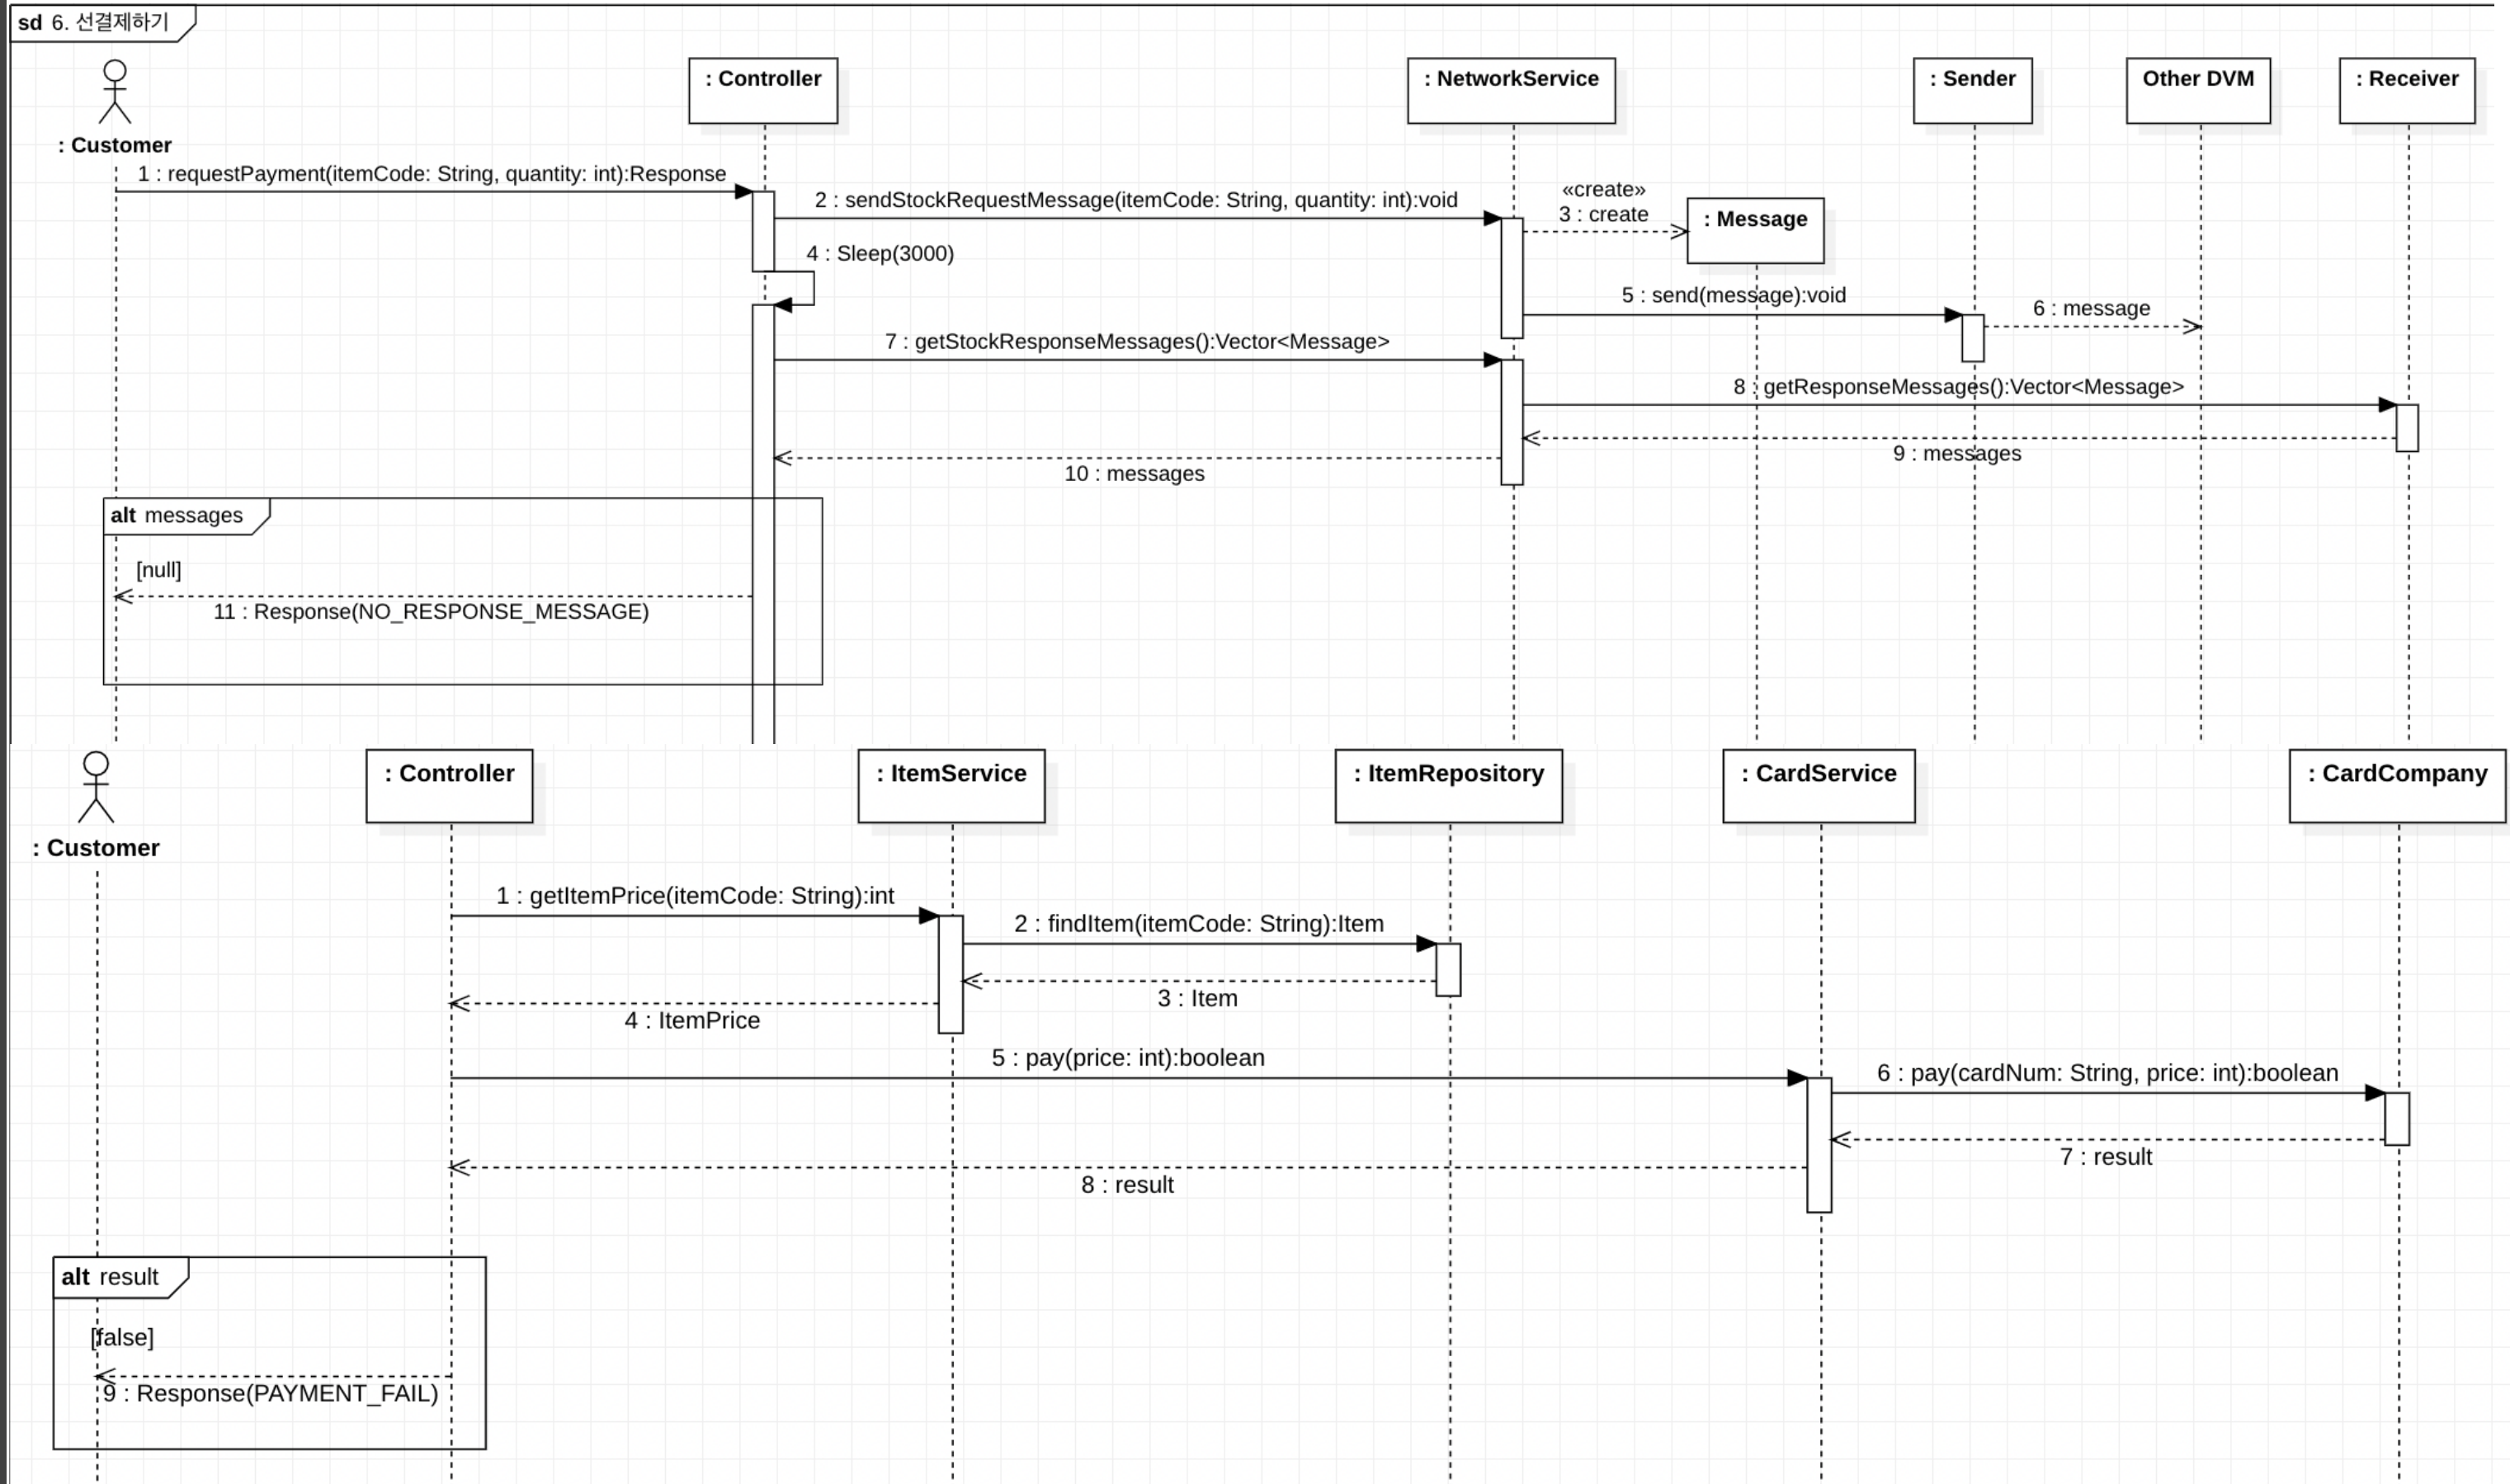 sd 6. 선결제하기
: Customer
: Controller
: NetworkService
: Sender
Other DVM
: Receiver
1 : requestPayment(itemCode: String, quantity: int):Response
2 : sendStockRequestMessage(itemCode: String, quantity: int):void
«create»
3 : create
: Message
4 : Sleep(3000)
5 : send(message):void
6 : message
7 : getStockResponseMessages():Vector<Message>
8 : getResponseMessages():Vector<Message>
9 : messages
10 : messages
alt messages
[null]
11 : Response(NO_RESPONSE_MESSAGE)
: Customer
: Controller
: ItemService
: ItemRepository
: CardService
: CardCompany
1 : getItemPrice(itemCode: String):int
2 : findItem(itemCode: String):Item
3 : Item
4 : ItemPrice
5 : pay(price: int):boolean
6 : pay(cardNum: String, price: int):boolean
7 : result
8 : result
alt result
[false]
9 : Response(PAYMENT_FAIL)